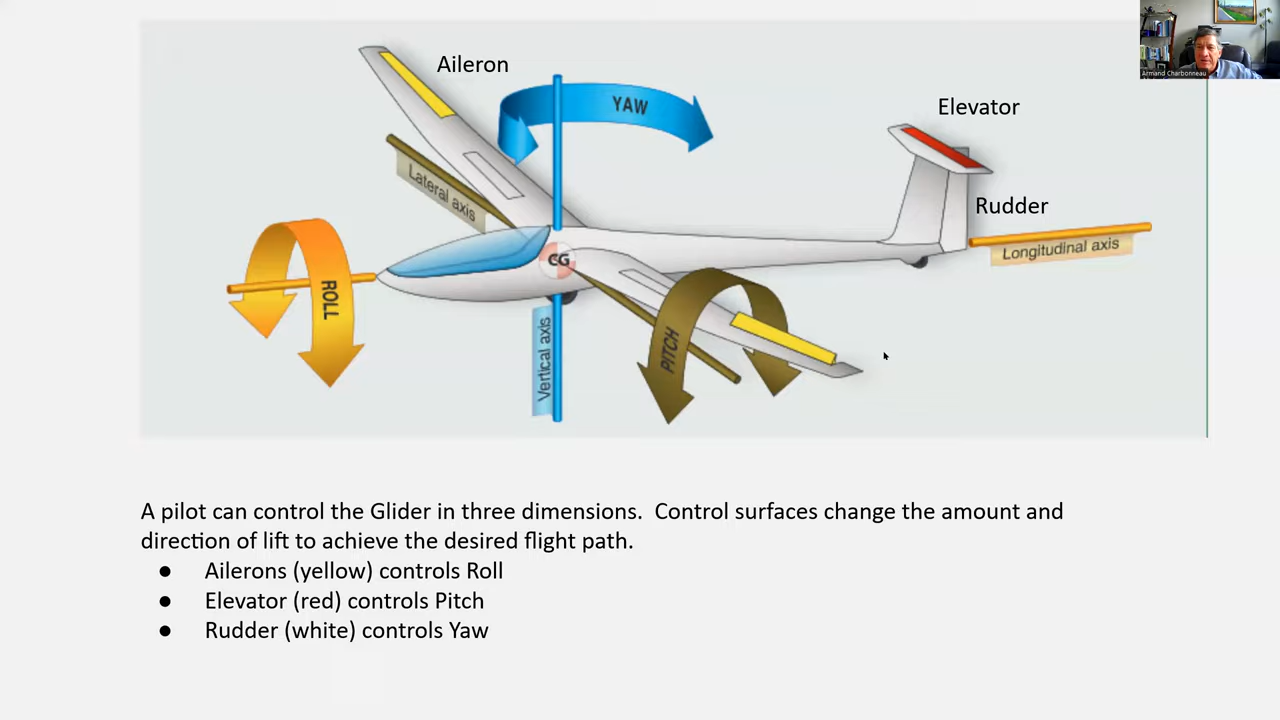 Armand Charbonneau
Aileron
YAW
Elevator
Lateral axis
Rudder
Longitudinal axis
CG
ROLL
Vertical axis
PITCH
A pilot can control the Glider in three dimensions.  Control surfaces change the amount and
direction of lift to achieve the desired flight path.
● Ailerons (yellow) controls Roll
● Elevator (red) controls Pitch
● Rudder (white) controls Yaw